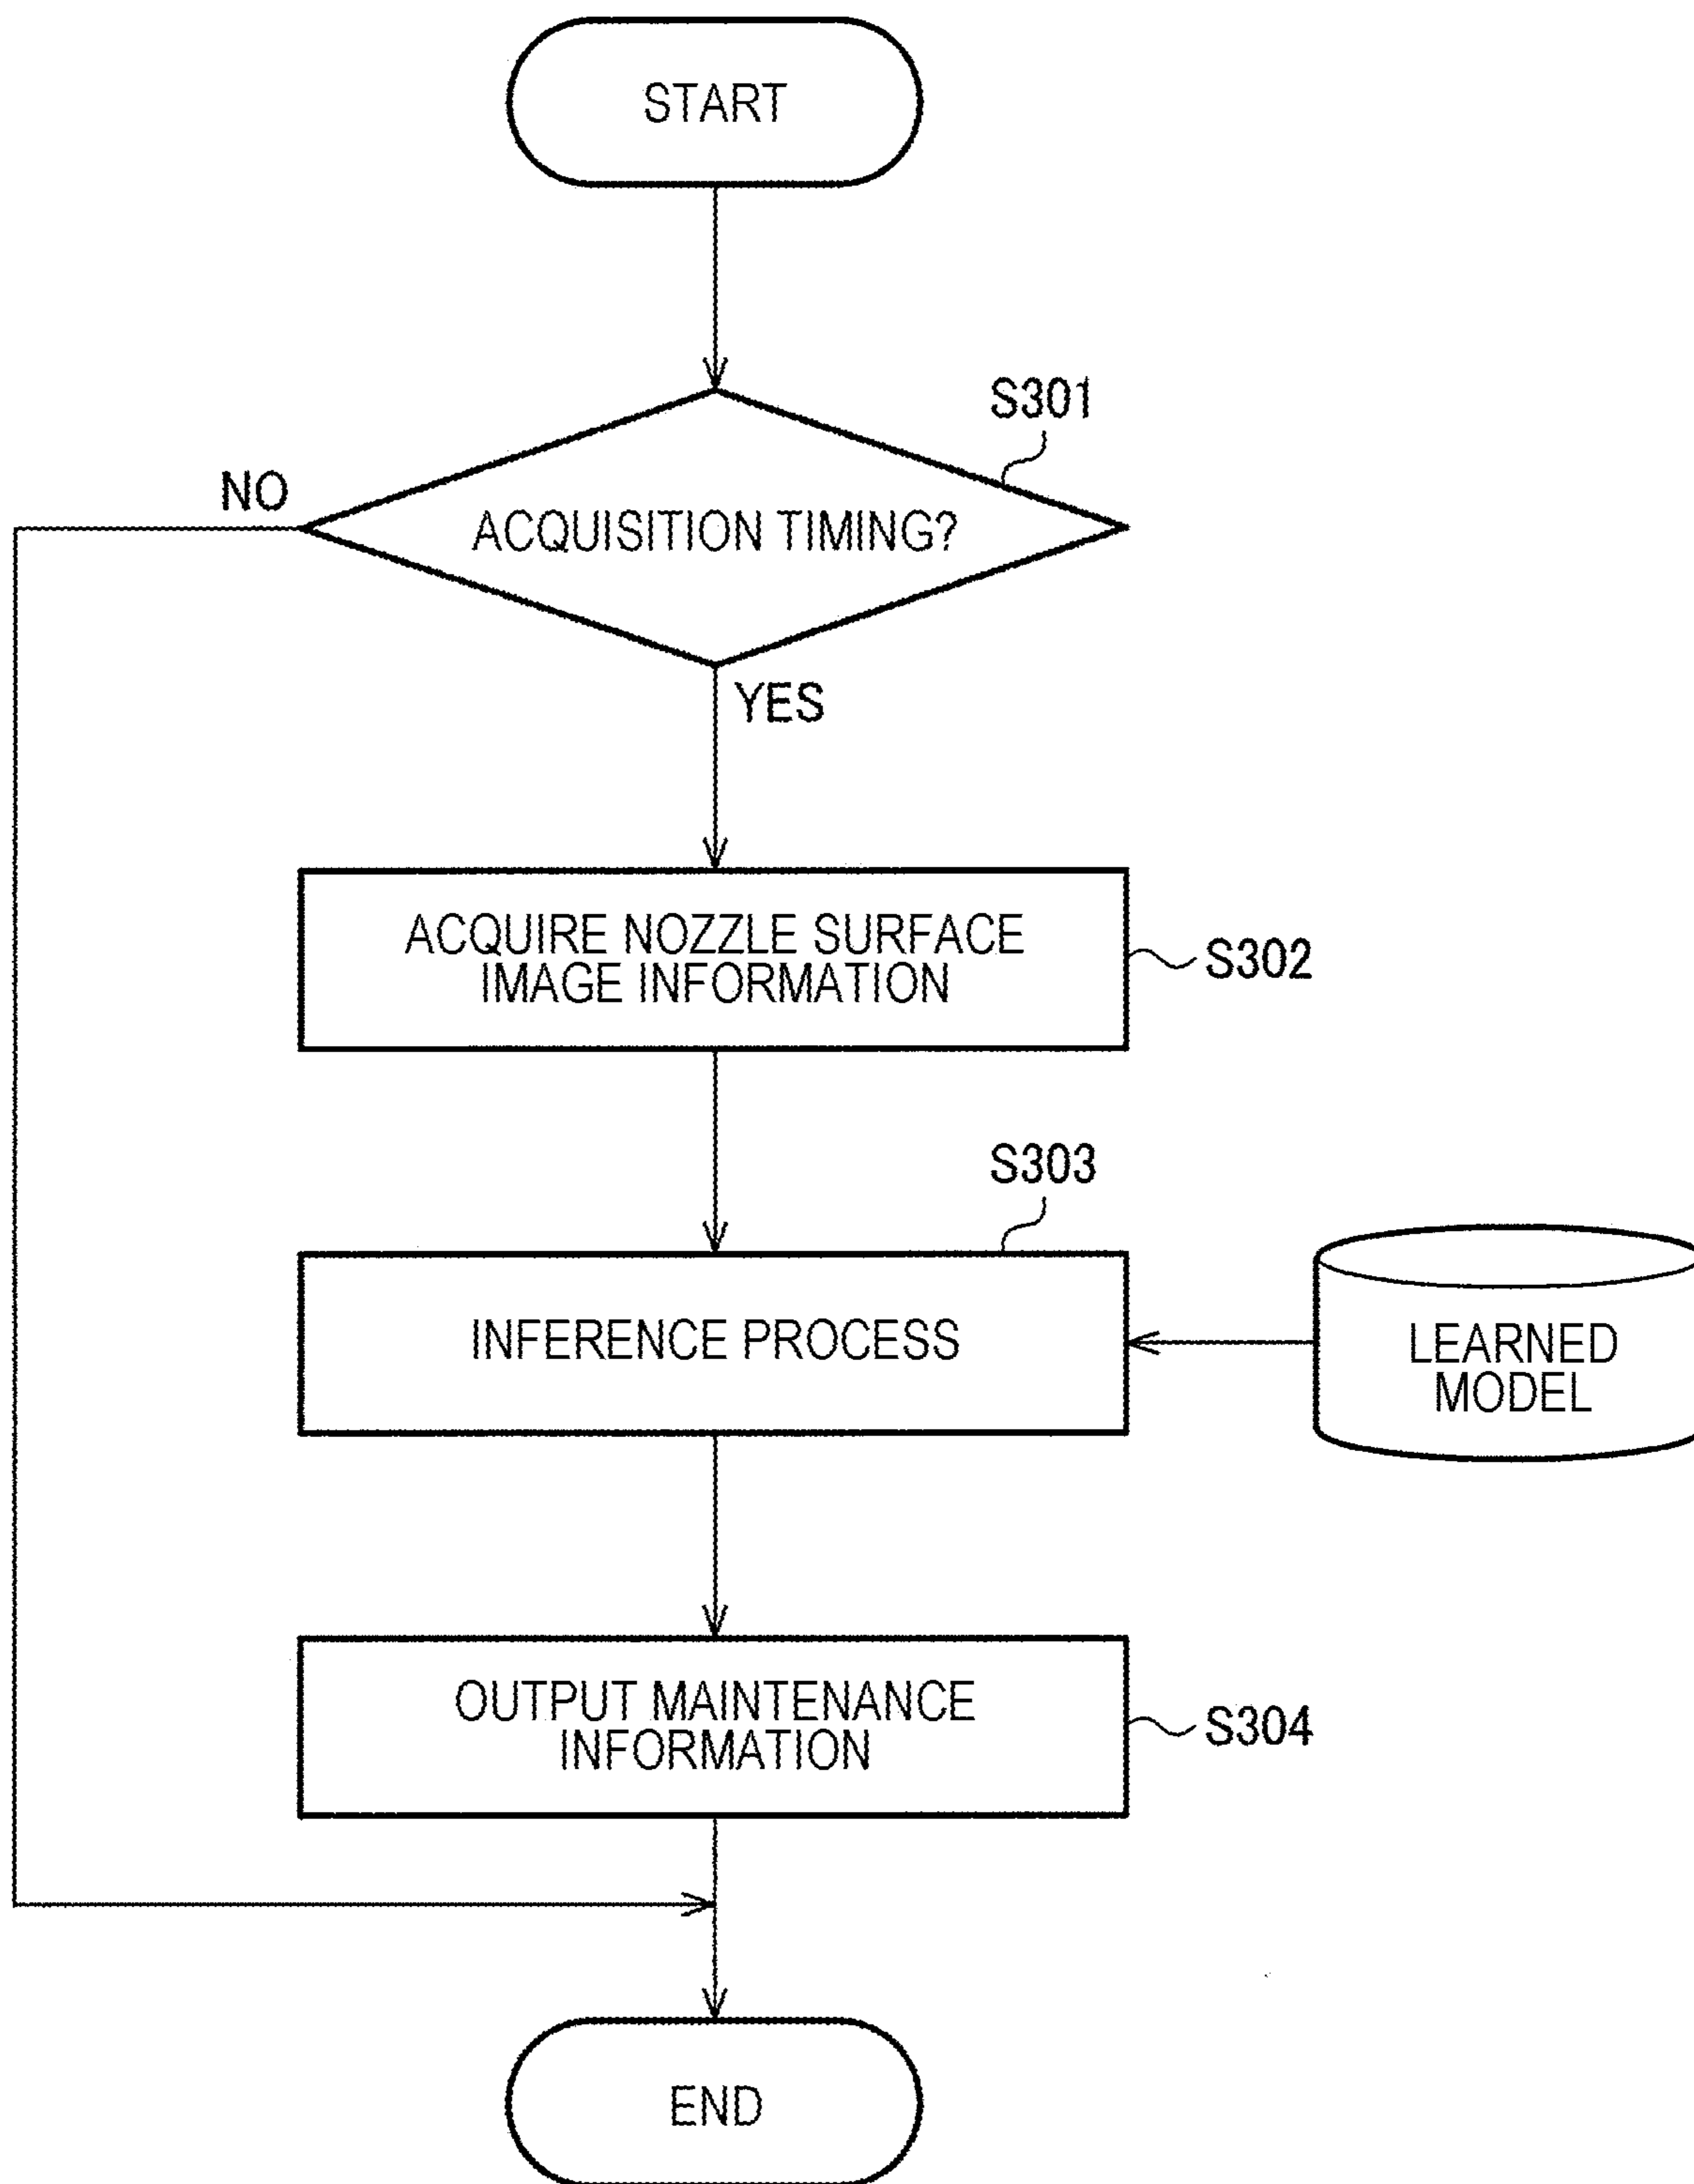 START
S301
NO
ACQUISITION TIMING?
YES
ACQUIRE NOZZLE SURFACE
IMAGE INFORMATION
S302
S303
INFERENCE PROCESS
LEARNED
MODEL
OUTPUT MAINTENANCE
INFORMATION
S304
END